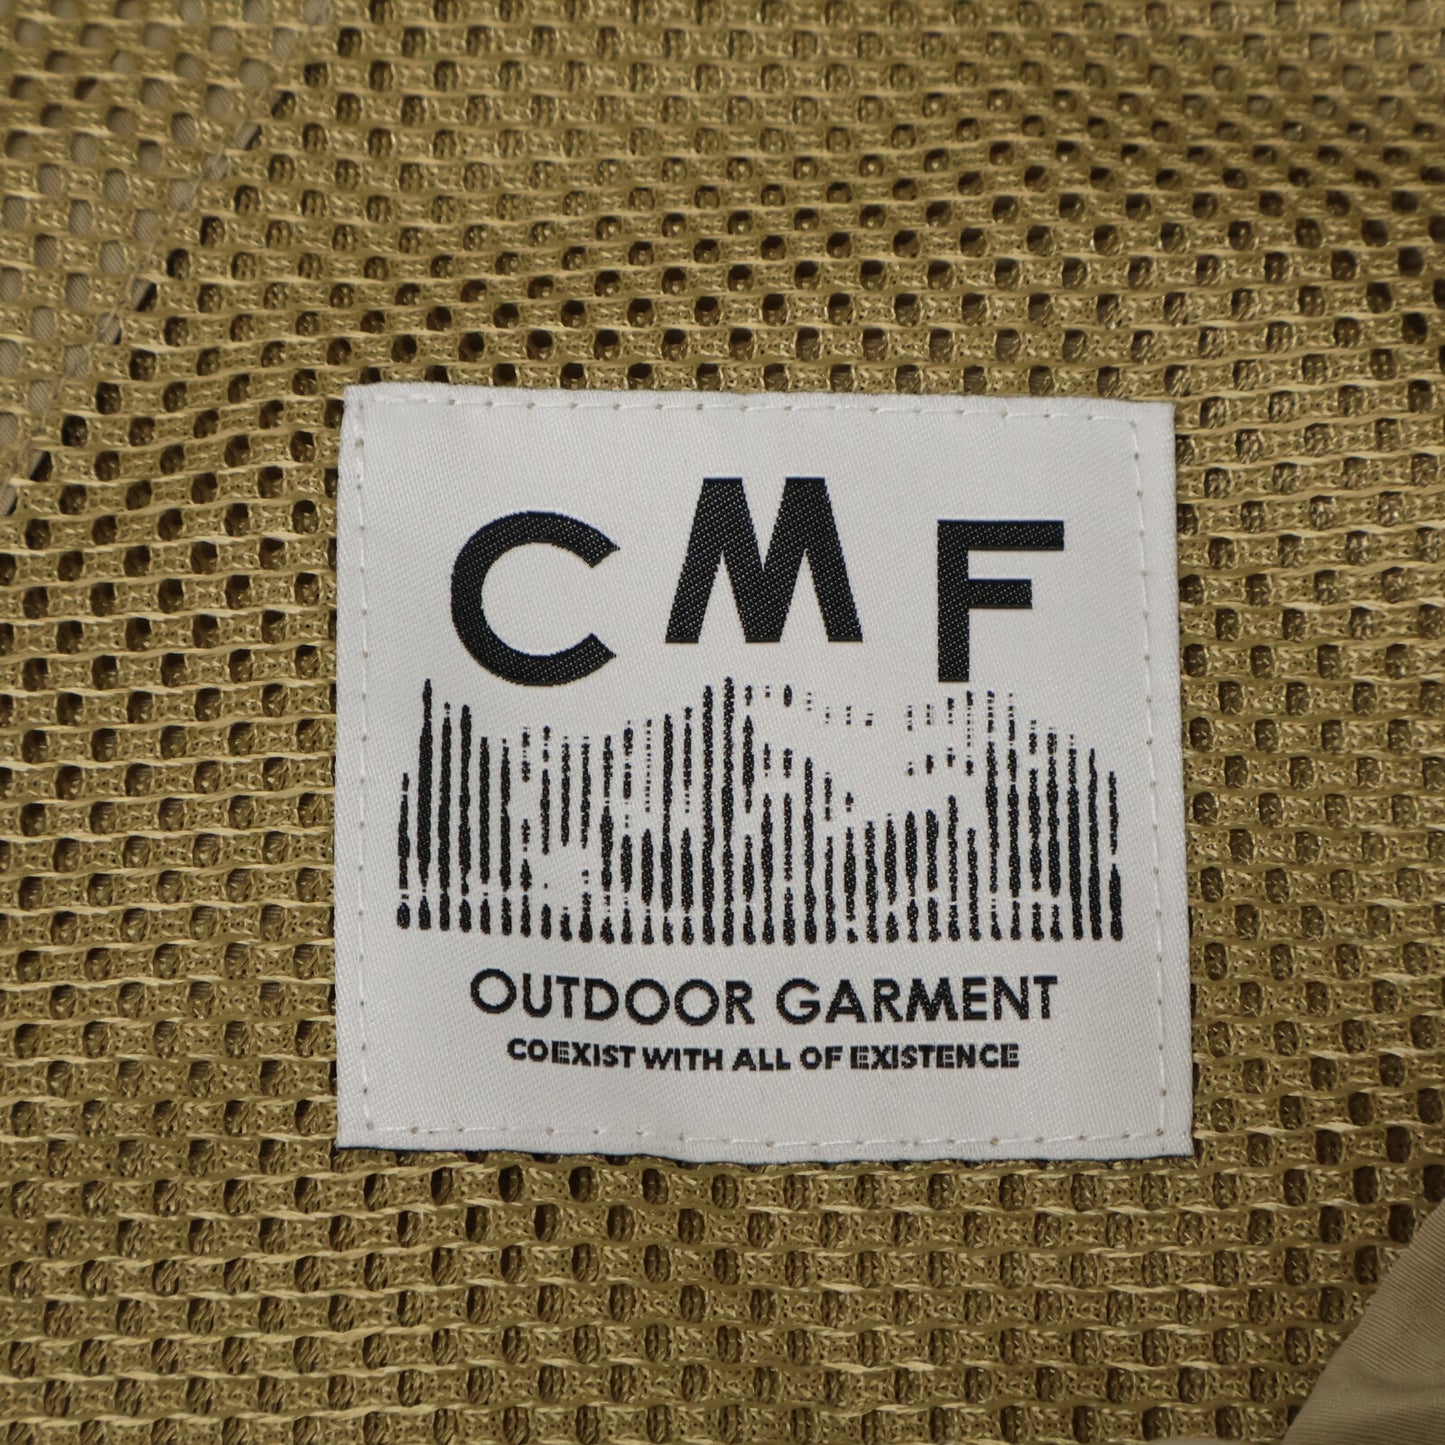 CMF
OUTDOOR GARMENT
COEXIST WITH ALL OF EXISTENCE